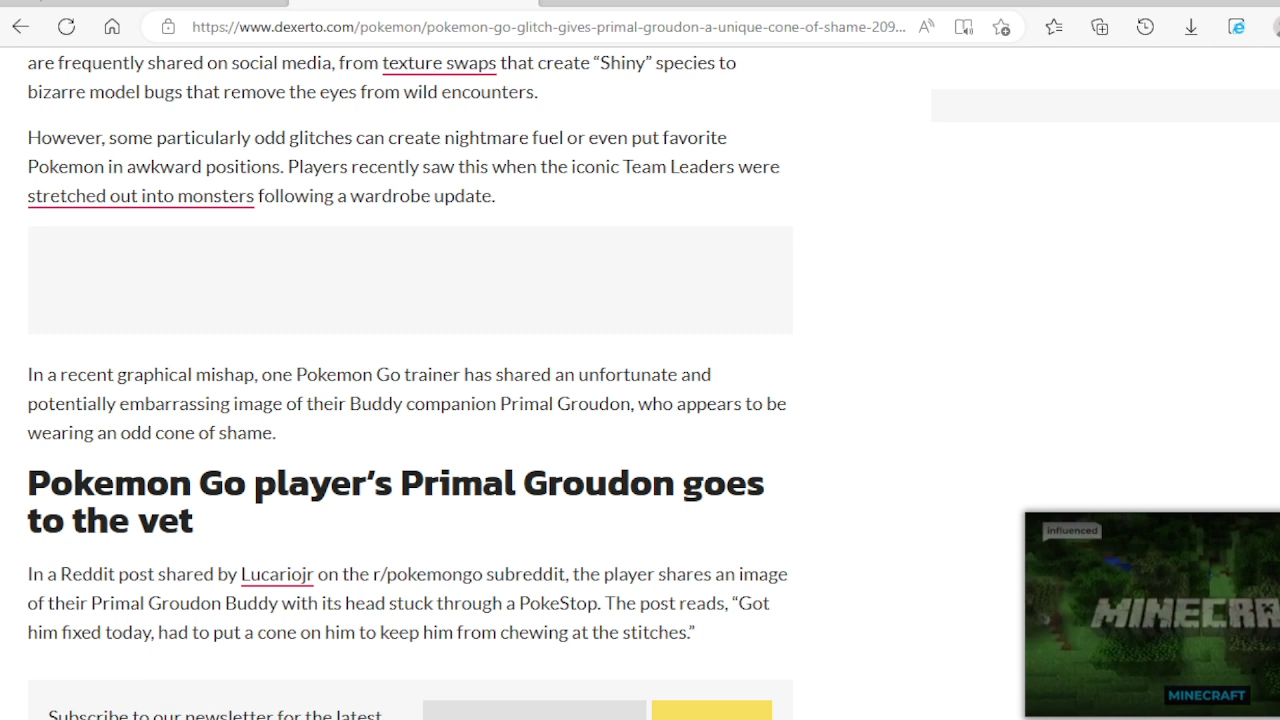 https://www.dexerto.com/pokemon/pokemon-go-glitch-gives-primal-groudon-a-unique-cone-of-shame-209...
are frequently shared on social media, from texture swaps that create “Shiny” species to
bizarre model bugs that remove the eyes from wild encounters.
However, some particularly odd glitches can create nightmare fuel or even put favorite
Pokemon in awkward positions. Players recently saw this when the iconic Team Leaders were
stretched out into monsters following a wardrobe update.
In a recent graphical mishap, one Pokemon Go trainer has shared an unfortunate and
potentially embarrassing image of their Buddy companion Primal Groudon, who appears to be
wearing an odd cone of shame.
Pokemon Go player’s Primal Groudon goes
to the vet
In a Reddit post shared by Lucariojr on the r/pokemongo subreddit, the player shares an image
of their Primal Groudon Buddy with its head stuck through a PokeStop. The post reads, “Got
him fixed today, had to put a cone on him to keep him from chewing at the stitches.”
influenced
MINECRA
MINECRAFT
Subscribe to our newsletter for the latest